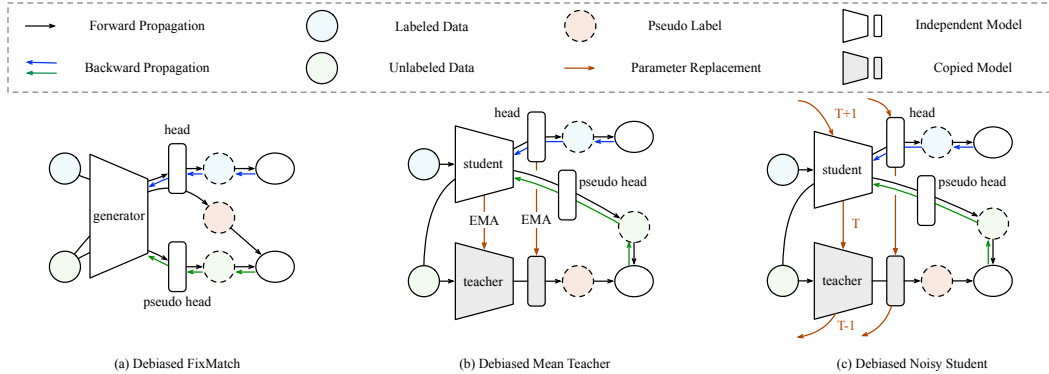 Forward Propagation
Labeled Data
Pseudo Label
Independent Model
Backward Propagation
Unlabeled Data
Parameter Replacement
Copied Model
head
generator
pseudo head
(a) Debiased FixMatch
head
student
pseudo head
EMA
EMA
teacher
(b) Debiased Mean Teacher
T+1
head
student
pseudo head
T
teacher
T-1
(c) Debiased Noisy Student